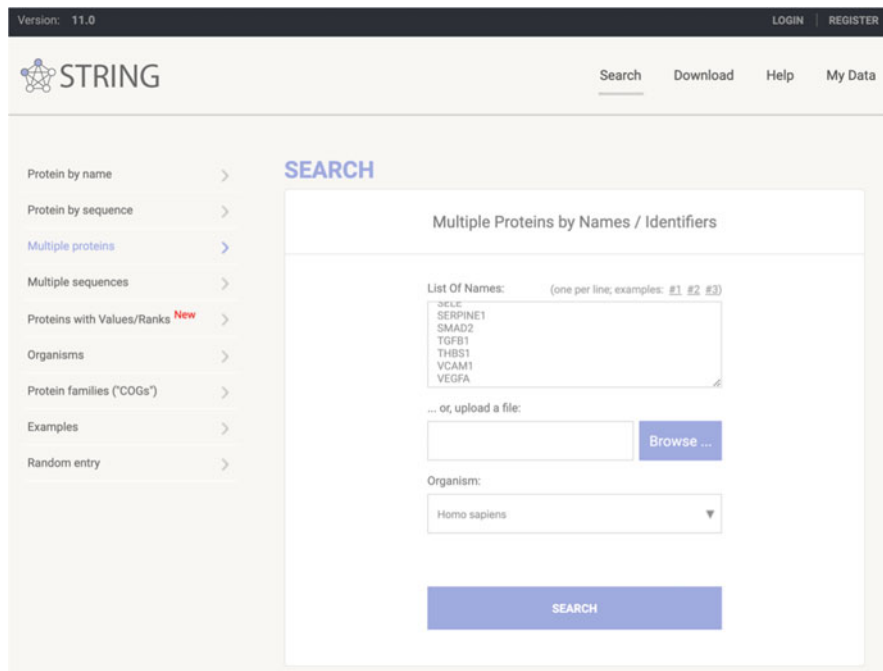 Version: 11.0 LOGIN | REGISTER
STRING
Search Download Help My Data
Protein by name
Protein by sequence
Multiple proteins
Multiple sequences
Proteins with Values/Ranks New
Organisms
Protein families ("COGs")
Examples
Random entry
SEARCH
Multiple Proteins by Names / Identifiers
List Of Names: (one per line; examples: #1 #2 #3)
SELE
SERPINE1
SMAD2
TGFB1
THBS1
VCAM1
VEGFA
... or, upload a file:
Browse ...
Organism:
Homo sapiens
SEARCH